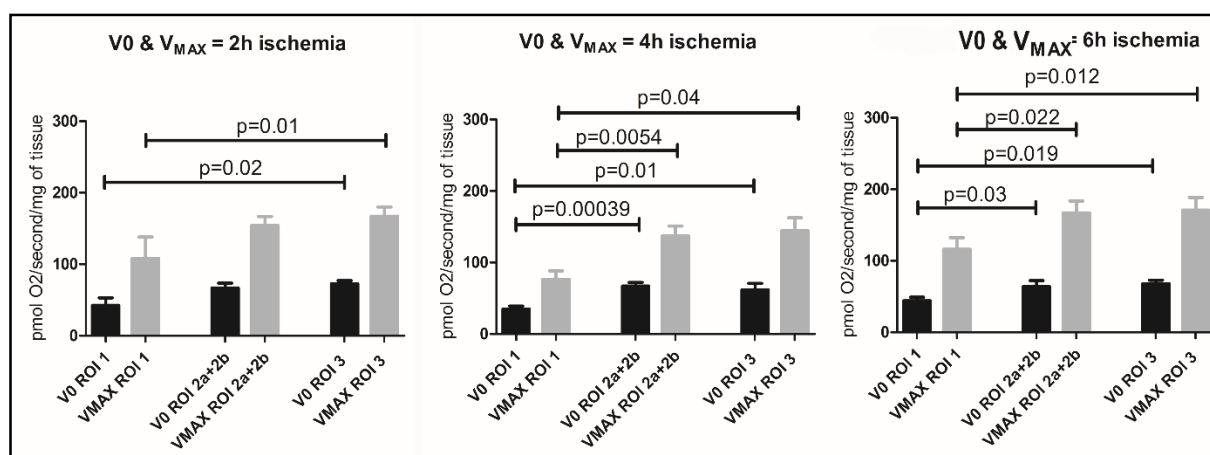 V0 & VMAX = 2h ischemia
p=0.01
p=0.02
300
200
100
0
pmol O2/second/mg of tissue
V0 ROI 1
VMAX ROI 1
V0 ROI 2a+2b
VMAX ROI 2a+2b
V0 ROI 3
VMAX ROI 3
V0 & VMAX = 4h ischemia
p=0.04
p=0.0054
p=0.01
p=0.00039
300
200
100
0
pmol O2/second/mg of tissue
V0 ROI 1
VMAX ROI 1
V0 ROI 2a+2b
VMAX ROI 2a+2b
V0 ROI 3
VMAX ROI 3
V0 & VMAX= 6h ischemia
p=0.012
p=0.022
p=0.019
p=0.03
300
200
100
0
pmol O2/second/mg of tissue
V0 ROI 1
VMAX ROI 1
V0 ROI 2a+2b
VMAX ROI 2a+2b
V0 ROI 3
VMAX ROI 3